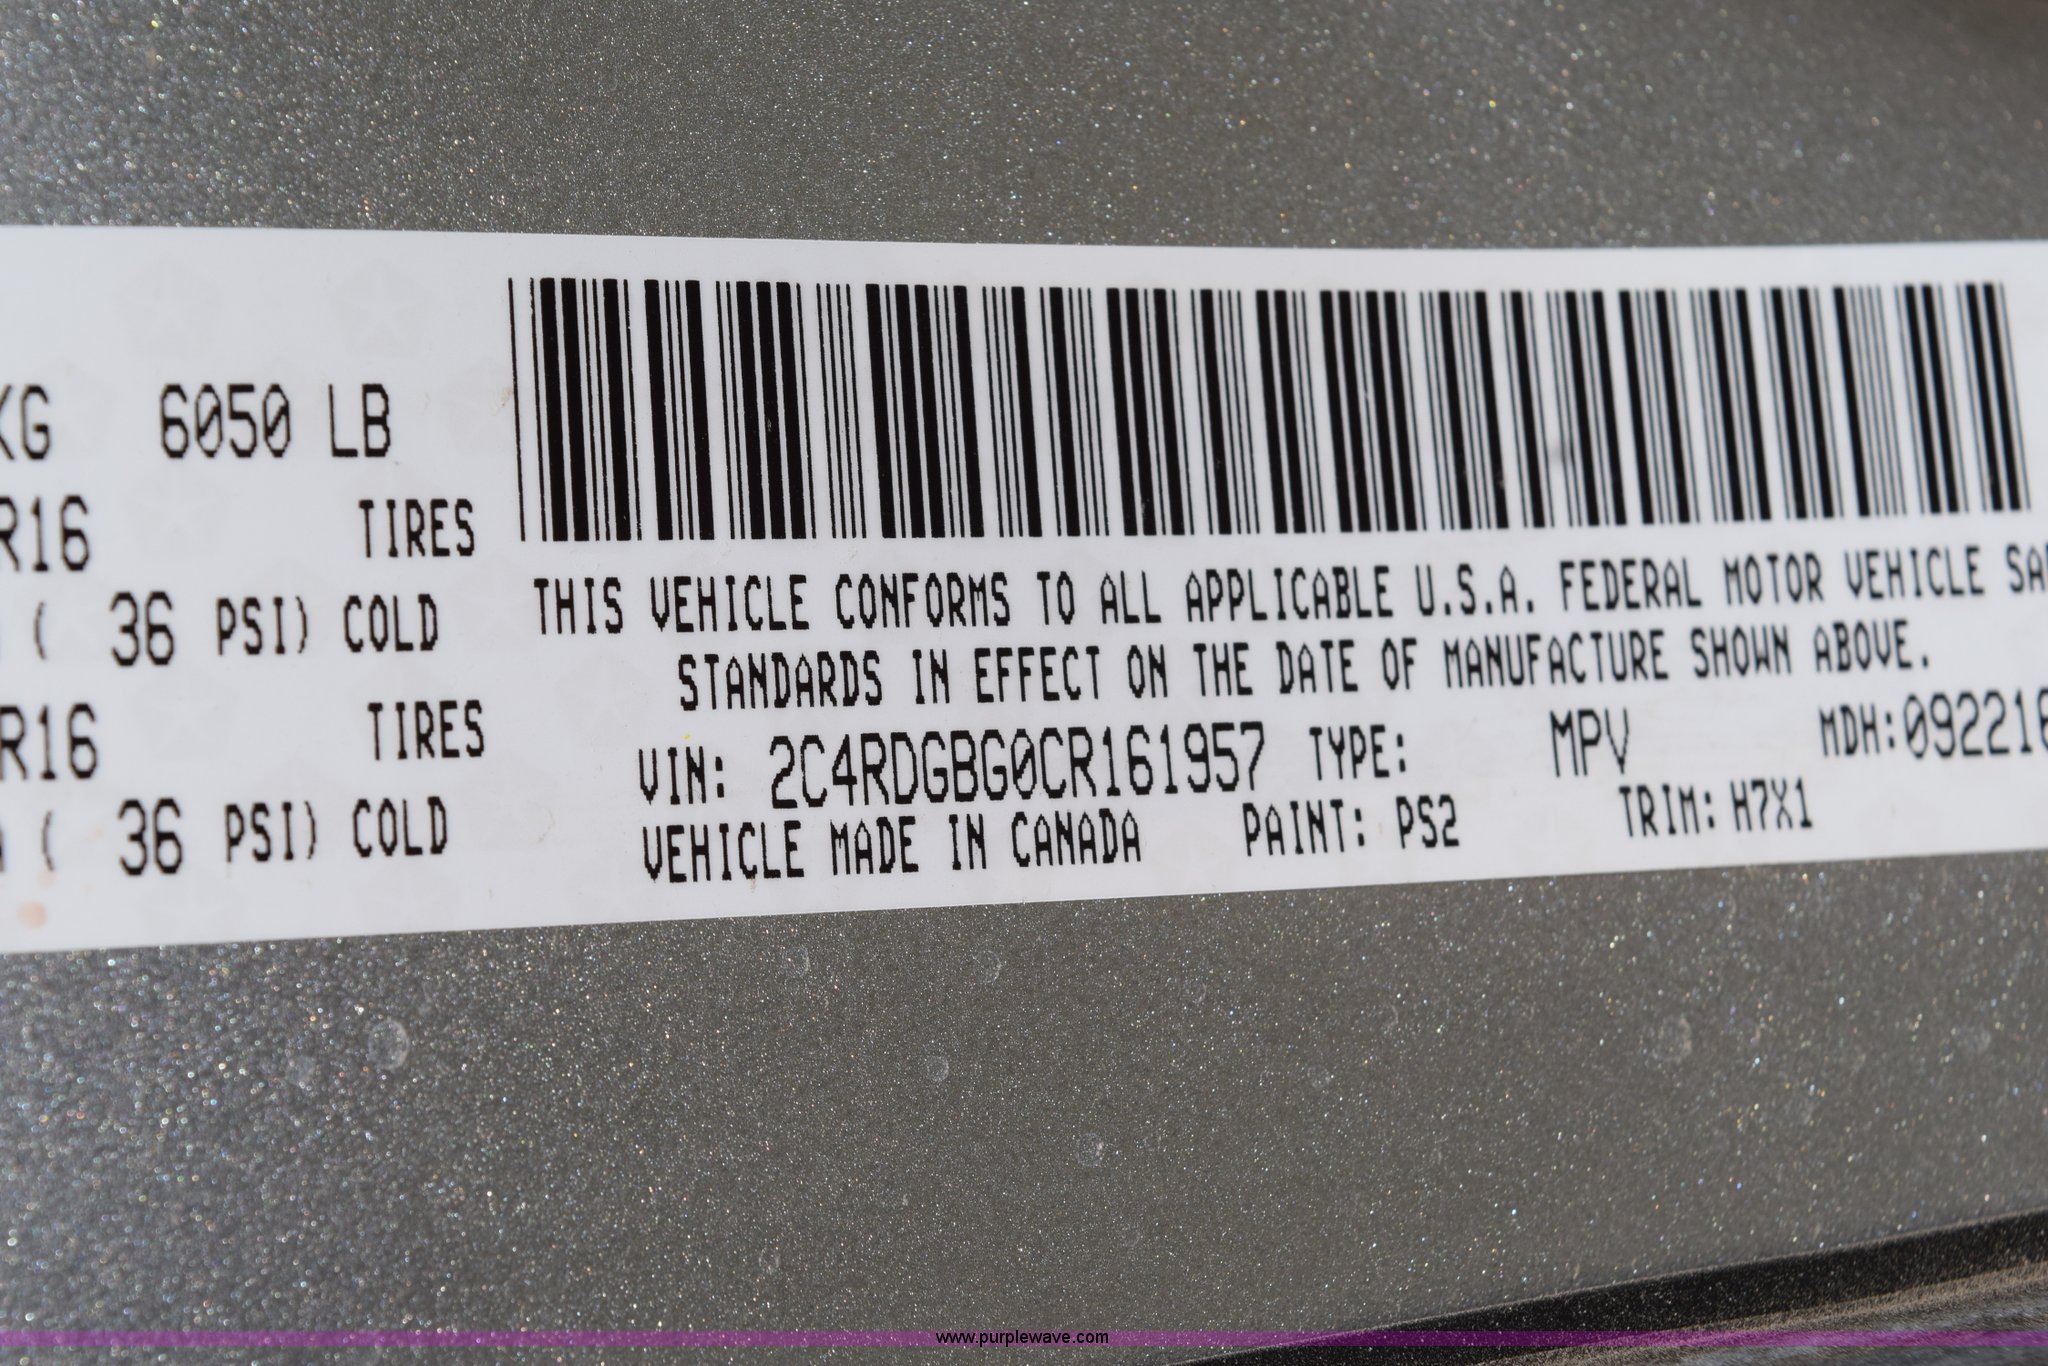 KG 6050 LB
R16 TIRES
( 36 PSI) COLD
R16 TIRES
( 36 PSI) COLD
THIS VEHICLE CONFORMS TO ALL APPLICABLE U.S.A. FEDERAL MOTOR VEHICLE SA
STANDARDS IN EFFECT ON THE DATE OF MANUFACTURE SHOWN ABOVE.
VIN: 2C4RDGBG0CR161957 TYPE: MPV MDH:092216
VEHICLE MADE IN CANADA PAINT: PS2 TRIM: H7X1
www.purplewave.com